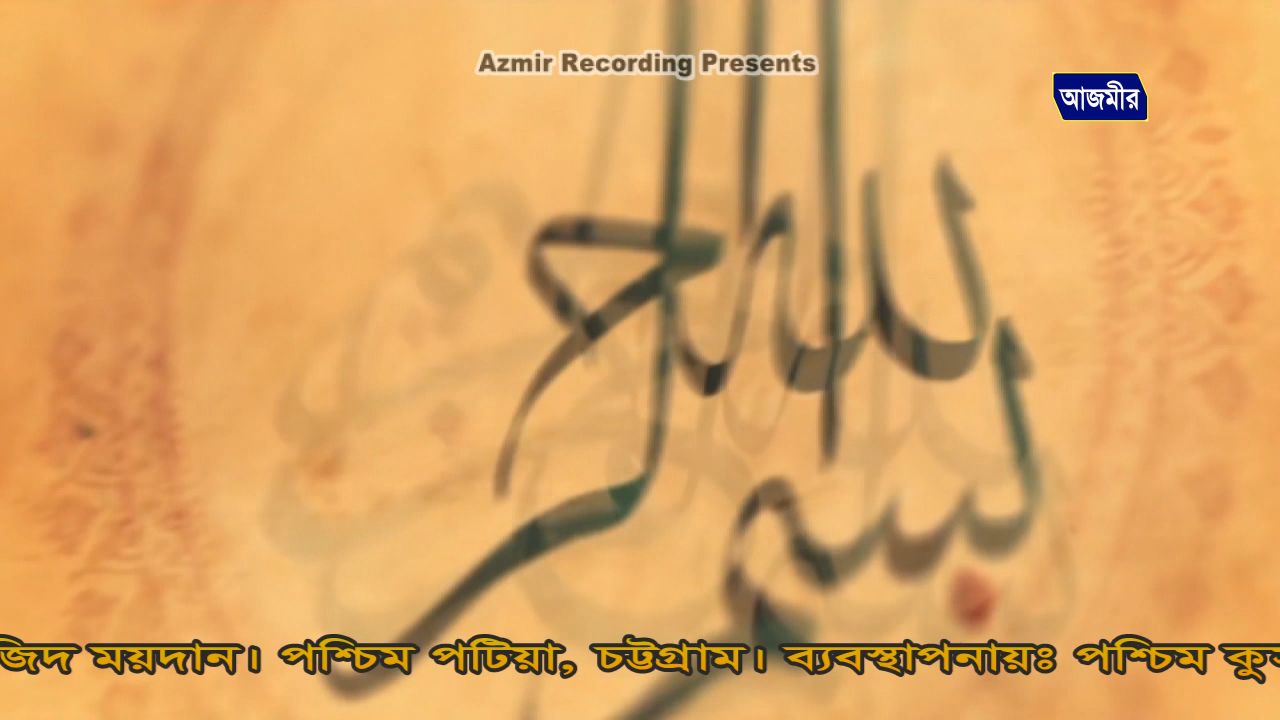 Azmir Recording Presents
আজমীর
জিদ ময়দান। পশ্চিম পটিয়া, চট্টগ্রাম। ব্যবস্থাপনায়ঃ পশ্চিম